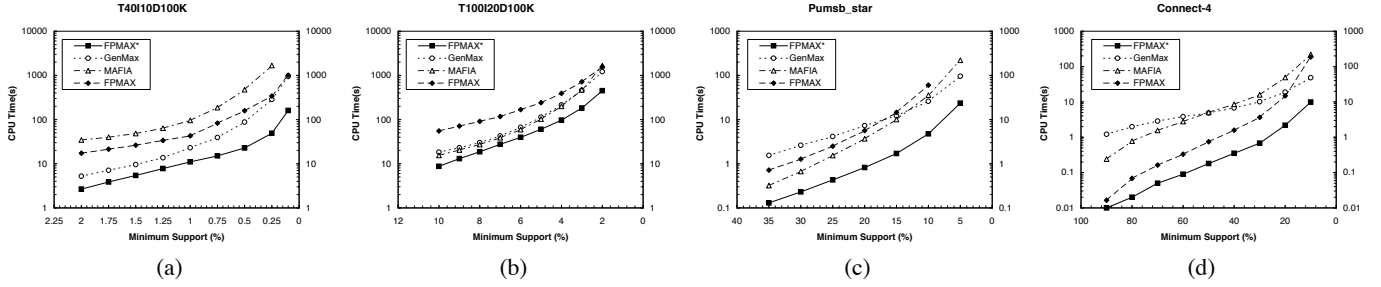 T40I10D100K
CPU Time(s)
10000
1000
100
10
1
10000
1000
100
10
1
FPMAX*
GenMax
MAFIA
FPMAX
2.25 2 1.75 1.5 1.25 1 0.75 0.5 0.25 0
Minimum Support (%)
(a)
T100I20D100K
10000
1000
100
10
1
10000
1000
100
10
1
FPMAX*
GenMax
MAFIA
FPMAX
12 10 8 6 4 2 0
Minimum Support (%)
(b)
Pumsb_star
CPU Time(s)
1000
100
10
1
0.1
1000
100
10
1
0.1
FPMAX*
GenMax
MAFIA
FPMAX
40 35 30 25 20 15 10 5 0
Minimum Support (%)
(c)
Connect-4
CPU Time(s)
1000
100
10
1
0.1
0.01
1000
100
10
1
0.1
0.01
FPMAX*
GenMax
MAFIA
FPMAX
100 80 60 40 20 0
Minimum Support (%)
(d)